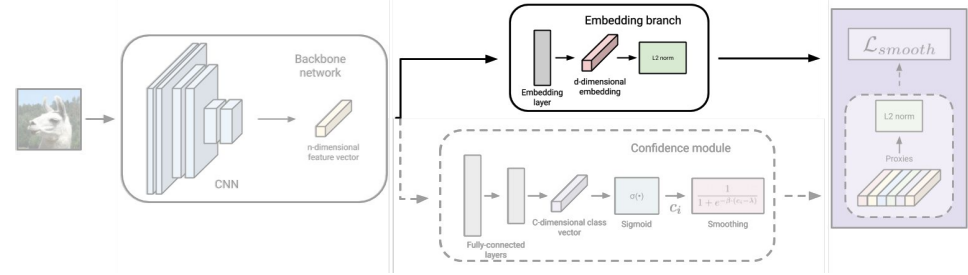 Backbone
network
n-dimensional
feature vector
CNN
Embedding branch
L2 norm
d-dimensional
embedding
Embedding
layer
Confidence module
C-dimensional class
vector
σ(·)
Sigmoid
c_i
1
1 + e^{-β·(c_i-λ)}
Smoothing
Fully-connected
layers
L_smooth
L2 norm
Proxies